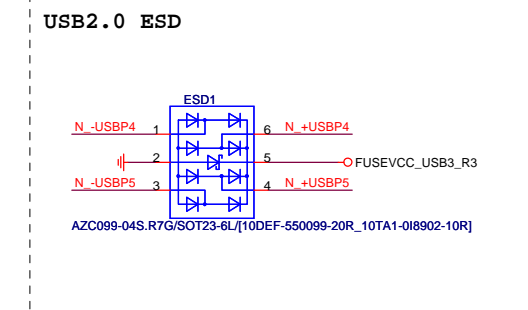 USB2.0 ESD
ESD1
N_-USBP4 1 6 N_+USBP4
2 5 FUSEVCC_USB3_R3
N_-USBP5 3 4 N_+USBP5
AZC099-04S.R7G/SOT23-6L/[10DEF-550099-20R_10TA1-0I8902-10R]